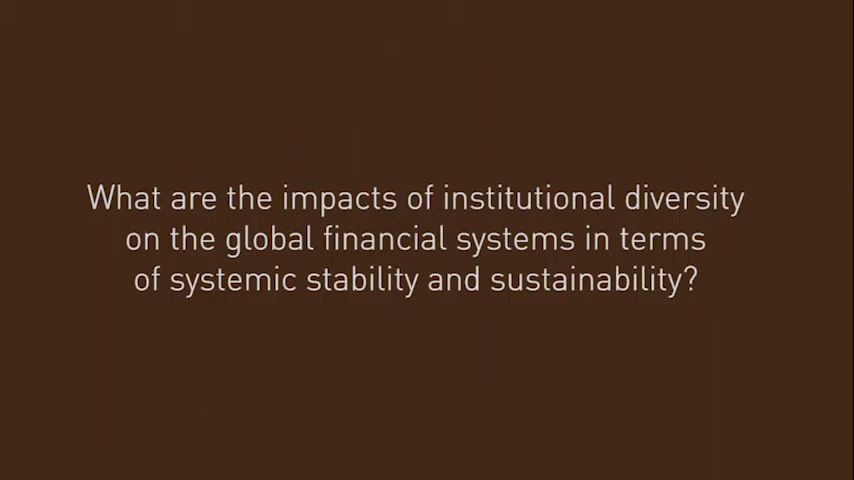 What are the impacts of institutional diversity
on the global financial systems in terms
of systemic stability and sustainability?